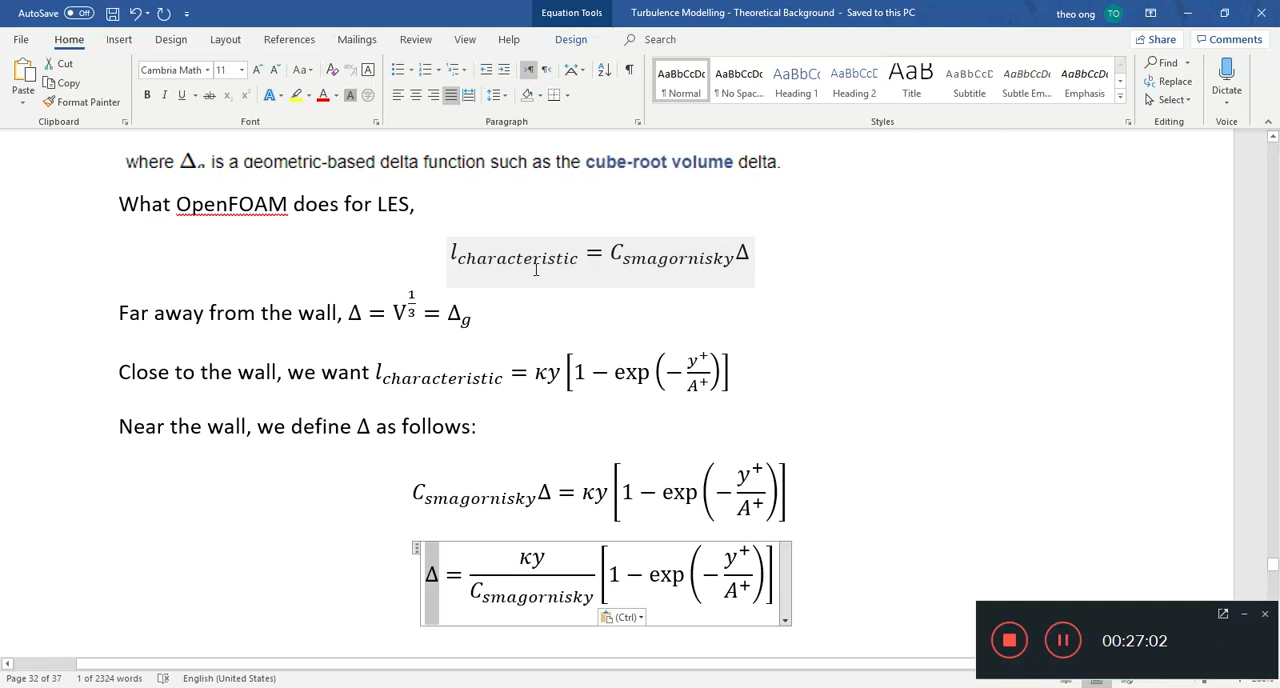 AutoSave Off Equation Tools Turbulence Modelling - Theoretical Background - Saved to this PC theo ong TO
File Home Insert Design Layout References Mailings Review View Help Design Search Share Comments
Paste Cut Copy Format Painter
Cambria Math 11
AaBbCcDc AaBbCcDc AaBbC AaBbCcC AaB AaBbCcD AaBbCcDc AaBbCcDc
¶ Normal ¶ No Spac... Heading 1 Heading 2 Title Subtitle Subtle Em... Emphasis
Find Replace Select Dictate
Clipboard Font Paragraph Styles Editing Voice
where Δg is a geometric-based delta function such as the cube-root volume delta.
What OpenFOAM does for LES,
l_characteristic = C_smagornisky Δ
Far away from the wall, Δ = V^(1/3) = Δ_g
Close to the wall, we want l_characteristic = κy [1 − exp (− y⁺/A⁺)]
Near the wall, we define Δ as follows:
C_smagornisky Δ = κy [1 − exp (− y⁺/A⁺)]
Δ = κy/C_smagornisky [1 − exp (− y⁺/A⁺)]
(Ctrl)
00:27:02
Page 32 of 37 1 of 2324 words English (United States)